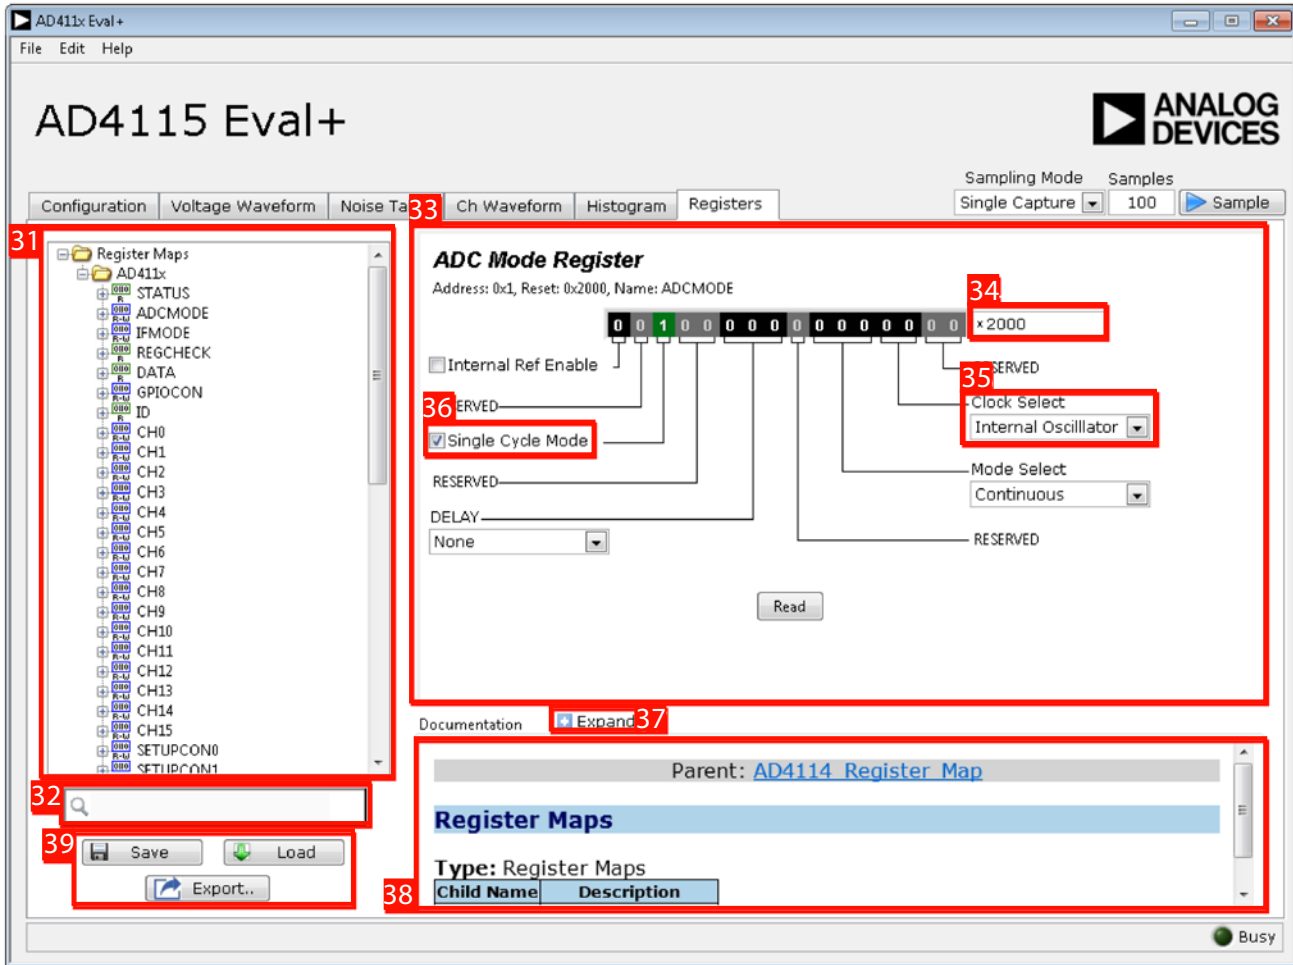 AD411x Eval+
File Edit Help
AD4115 Eval+
ANALOG
DEVICES
Sampling Mode Samples
Configuration Voltage Waveform Noise Ta 33 Ch Waveform Histogram Registers Single Capture 100 Sample
31
Register Maps
AD411x
STATUS
ADCMODE
IFMODE
REGCHECK
DATA
GPIOCON
ID
CH0
CH1
CH2
CH3
CH4
CH5
CH6
CH7
CH8
CH9
CH10
CH11
CH12
CH13
CH14
CH15
SETUPCON0
SETUPCON1
32
39
Save Load
Export..
ADC Mode Register
Address: 0x1, Reset: 0x2000, Name: ADCMODE
34
0 0 1 0 0 0 0 0 0 0 0 0 0 0 0 0 x 2000
Internal Ref Enable
ERVED
36
Single Cycle Mode
RESERVED
DELAY
None
SERVED
35
Clock Select
Internal Oscilllator
Mode Select
Continuous
RESERVED
Read
Documentation Expand 37
Parent: AD4114 Register Map
Register Maps
Type: Register Maps
38 Child Name Description
Busy